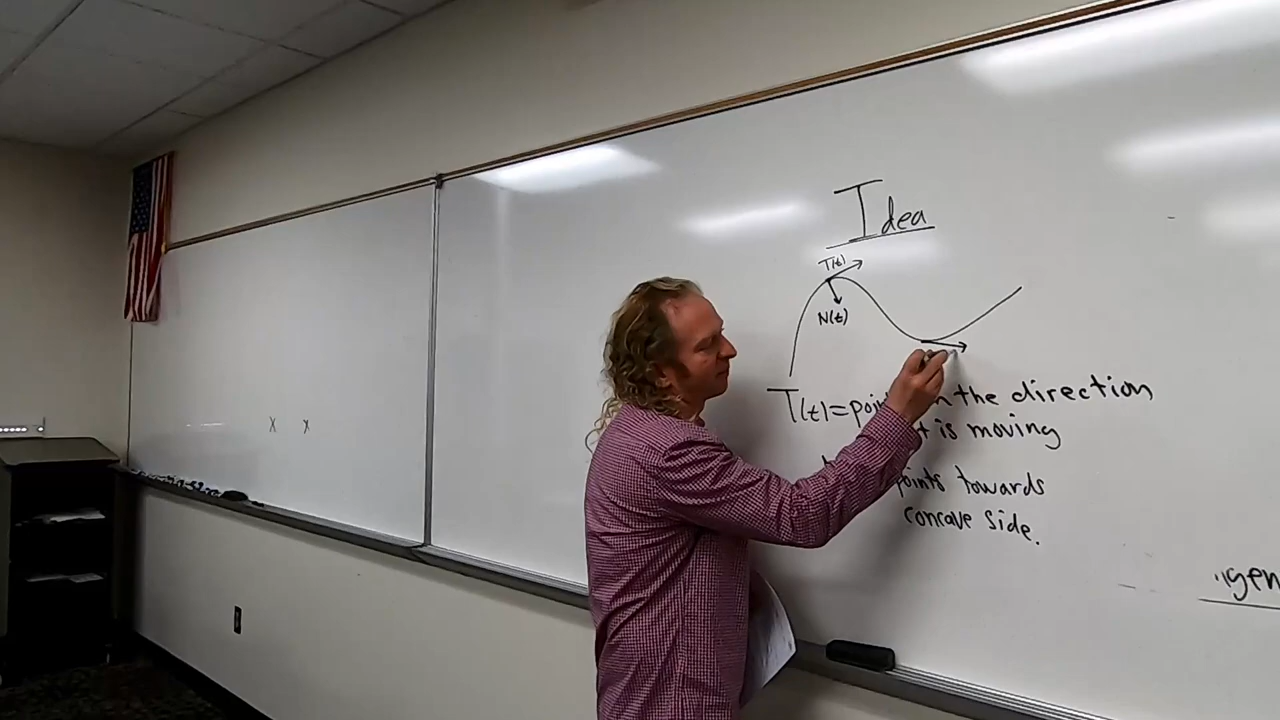 Idea
T(t)
N(t)
T(t)=poi the direction
t is moving
points towards
concave side.
x x
gen